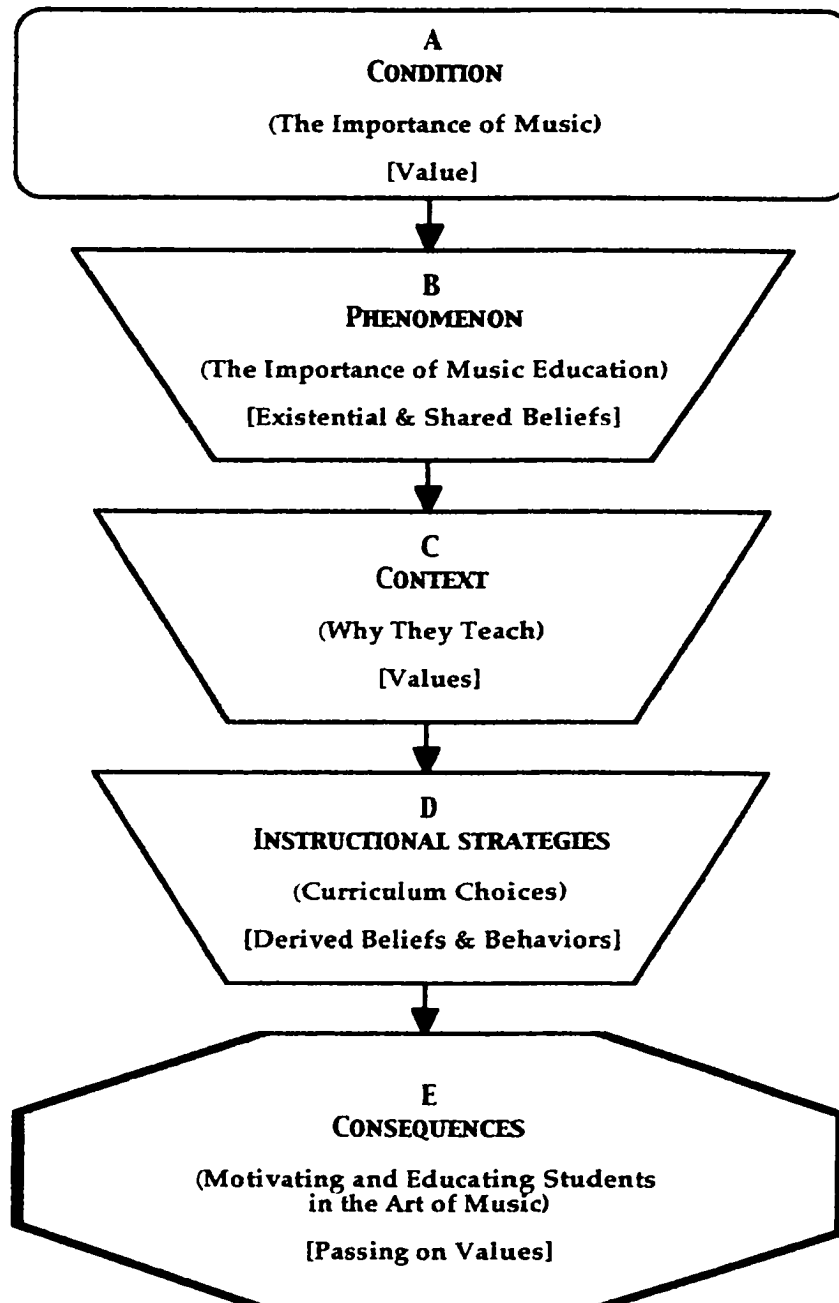 A
CONDITION
(The Importance of Music)
[Value]
B
PHENOMENON
(The Importance of Music Education)
[Existential & Shared Beliefs]
C
CONTEXT
(Why They Teach)
[Values]
D
INSTRUCTIONAL STRATEGIES
(Curriculum Choices)
[Derived Beliefs & Behaviors]
E
CONSEQUENCES
(Motivating and Educating Students
in the Art of Music)
[Passing on Values]